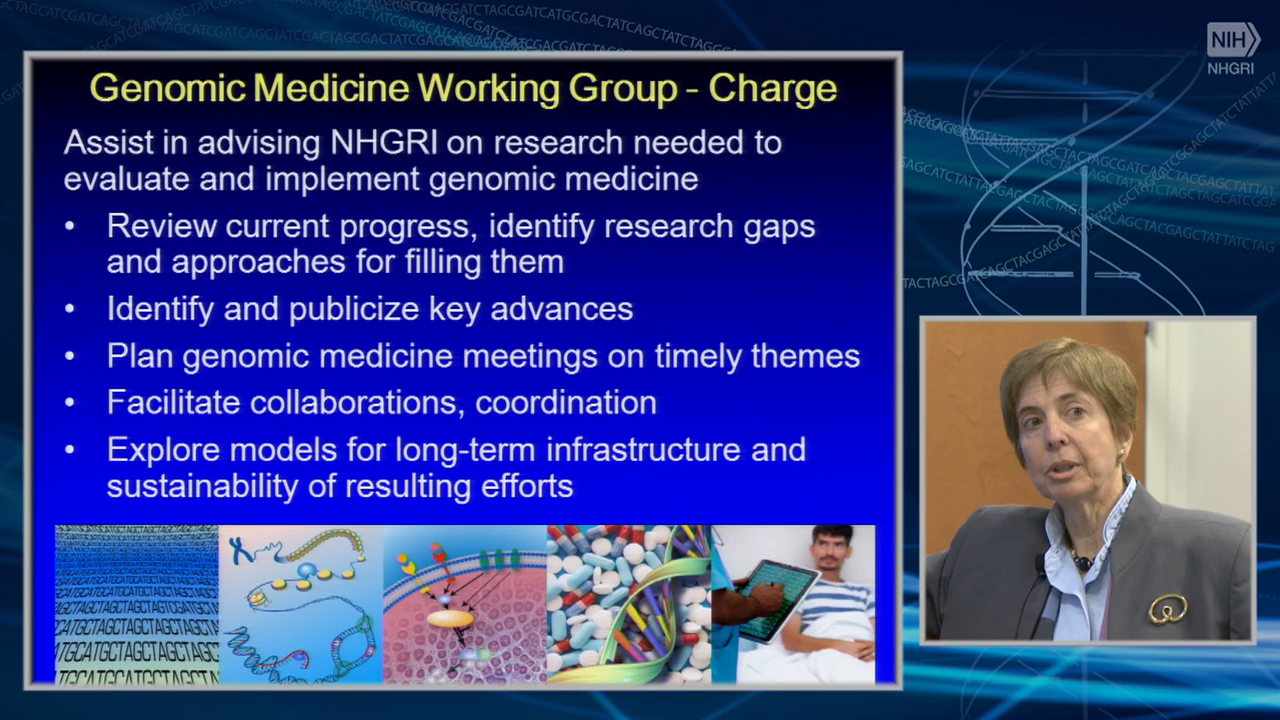 NIH
NHGRI
Genomic Medicine Working Group - Charge
Assist in advising NHGRI on research needed to
evaluate and implement genomic medicine
• Review current progress, identify research gaps
and approaches for filling them
• Identify and publicize key advances
• Plan genomic medicine meetings on timely themes
• Facilitate collaborations, coordination
• Explore models for long-term infrastructure and
sustainability of resulting efforts